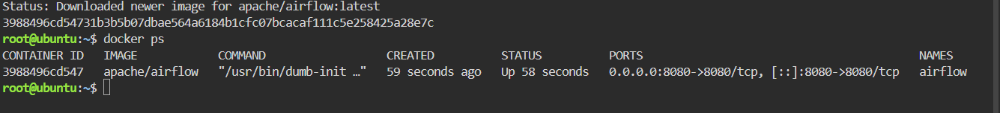 Status: Downloaded newer image for apache/airflow:latest
3988496cd54731b3b5b07dbae564a6184b1cfc07bcacaf111c5e258425a28e7c
root@ubuntu:~$ docker ps
CONTAINER ID   IMAGE            COMMAND                  CREATED          STATUS          PORTS                                         NAMES
3988496cd547   apache/airflow   "/usr/bin/dumb-init …"   59 seconds ago   Up 58 seconds   0.0.0.0:8080->8080/tcp, [::]:8080->8080/tcp   airflow
root@ubuntu:~$